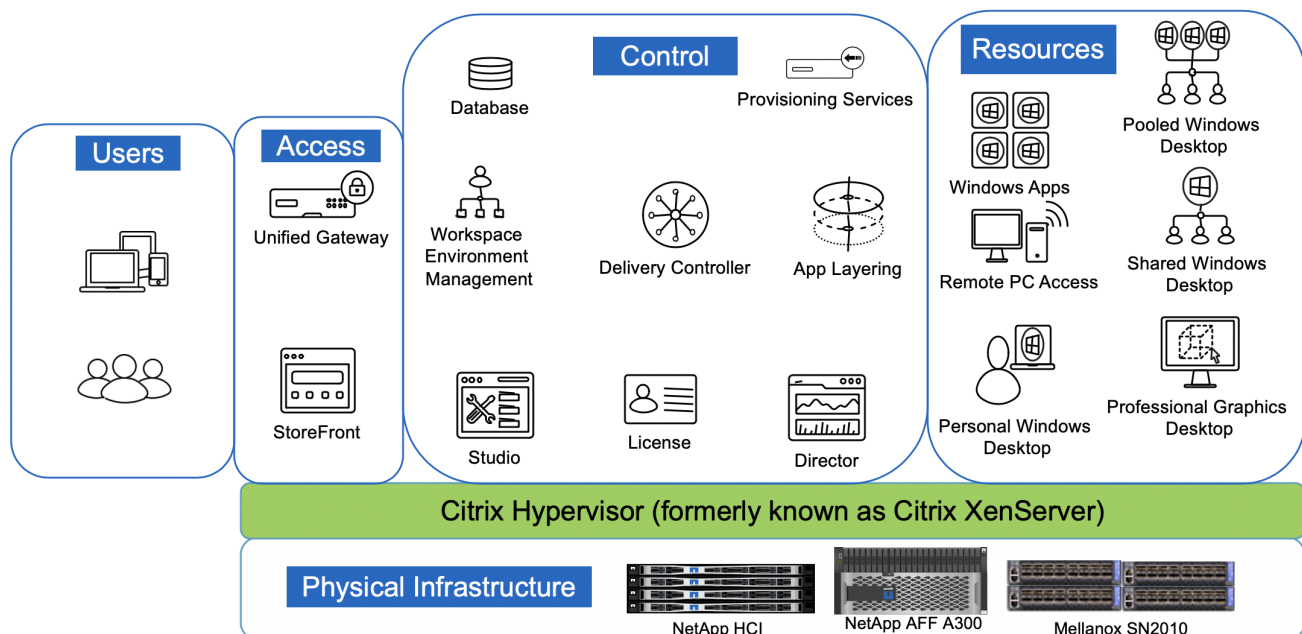 Users
Access
Unified Gateway
StoreFront
Control
Database
Provisioning Services
Workspace
Environment
Management
Delivery Controller
App Layering
Studio
License
Director
Resources
Windows Apps
Pooled Windows
Desktop
Remote PC Access
Shared Windows
Desktop
Personal Windows
Desktop
Professional Graphics
Desktop
Citrix Hypervisor (formerly known as Citrix XenServer)
Physical Infrastructure
NetApp HCI
NetApp AFF A300
Mellanox SN2010